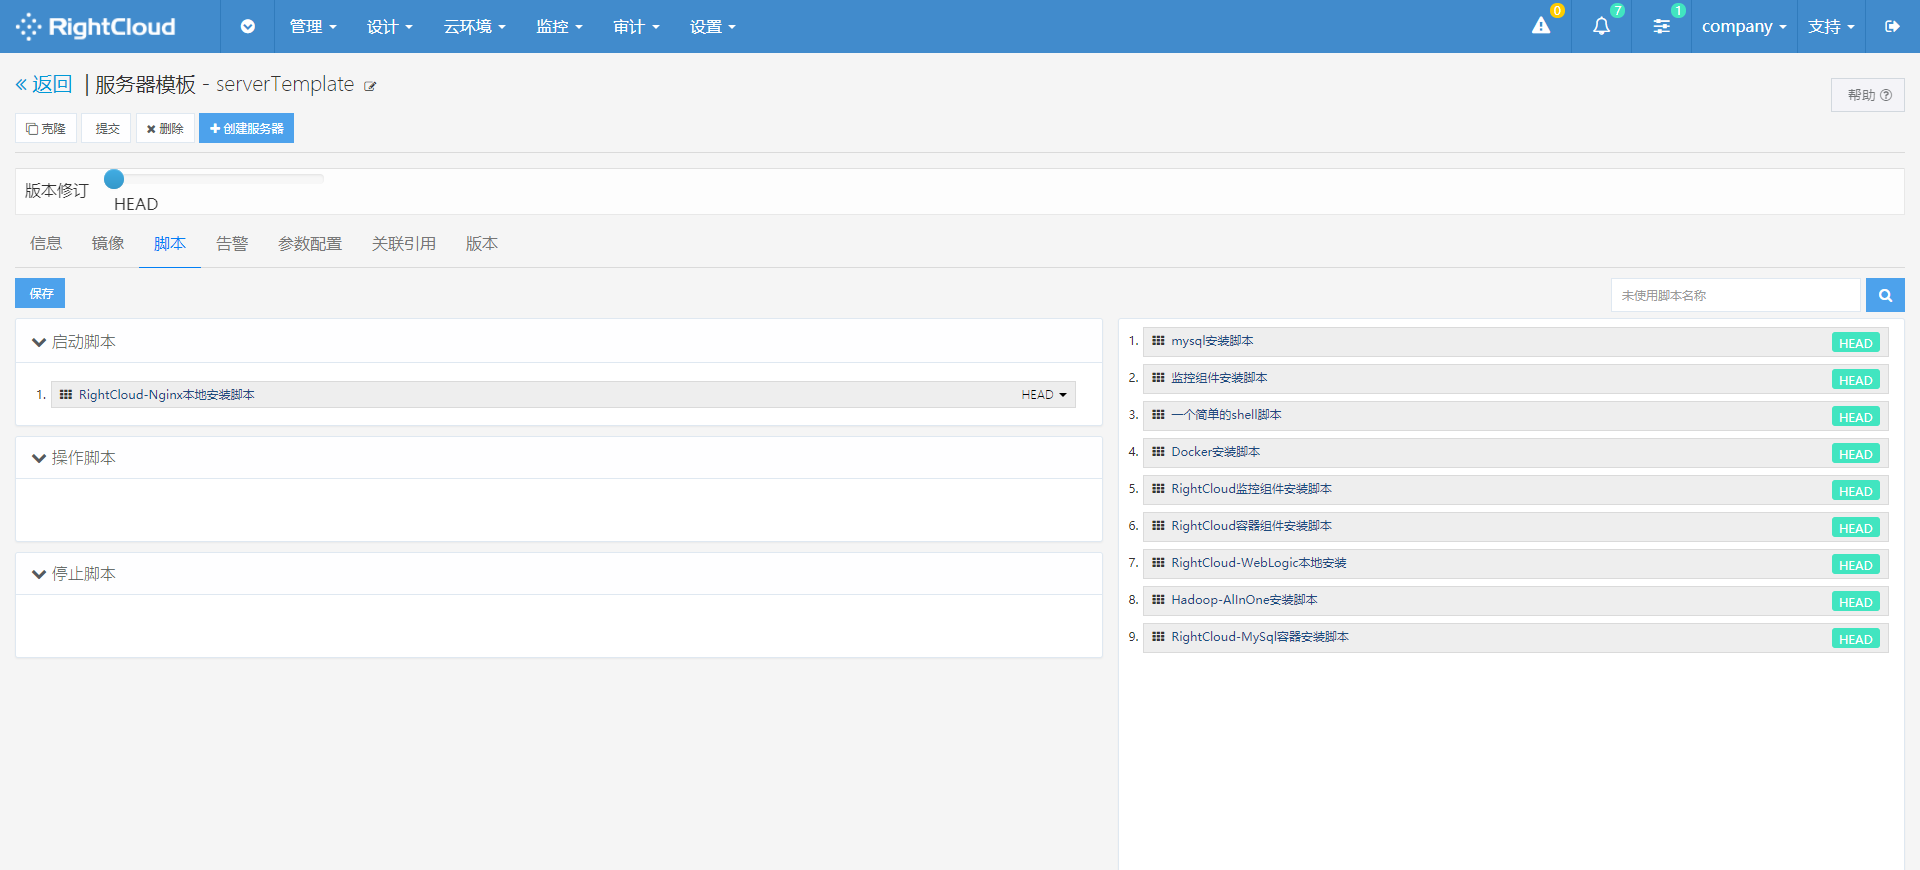 RightCloud 管理 设计 云环境 监控 审计 设置 0 7 1 company 支持
返回 | 服务器模板 - serverTemplate
帮助
克隆 提交 删除 创建服务器
版本修订
HEAD
信息 镜像 脚本 告警 参数配置 关联引用 版本
保存
未使用脚本名称
启动脚本
1. RightCloud-Nginx本地安装脚本 HEAD
操作脚本
停止脚本
1. mysql安装脚本 HEAD
2. 监控组件安装脚本 HEAD
3. 一个简单的shell脚本 HEAD
4. Docker安装脚本 HEAD
5. RightCloud监控组件安装脚本 HEAD
6. RightCloud容器组件安装脚本 HEAD
7. RightCloud-WebLogic本地安装 HEAD
8. Hadoop-AllnOne安装脚本 HEAD
9. RightCloud-MySql容器安装脚本 HEAD